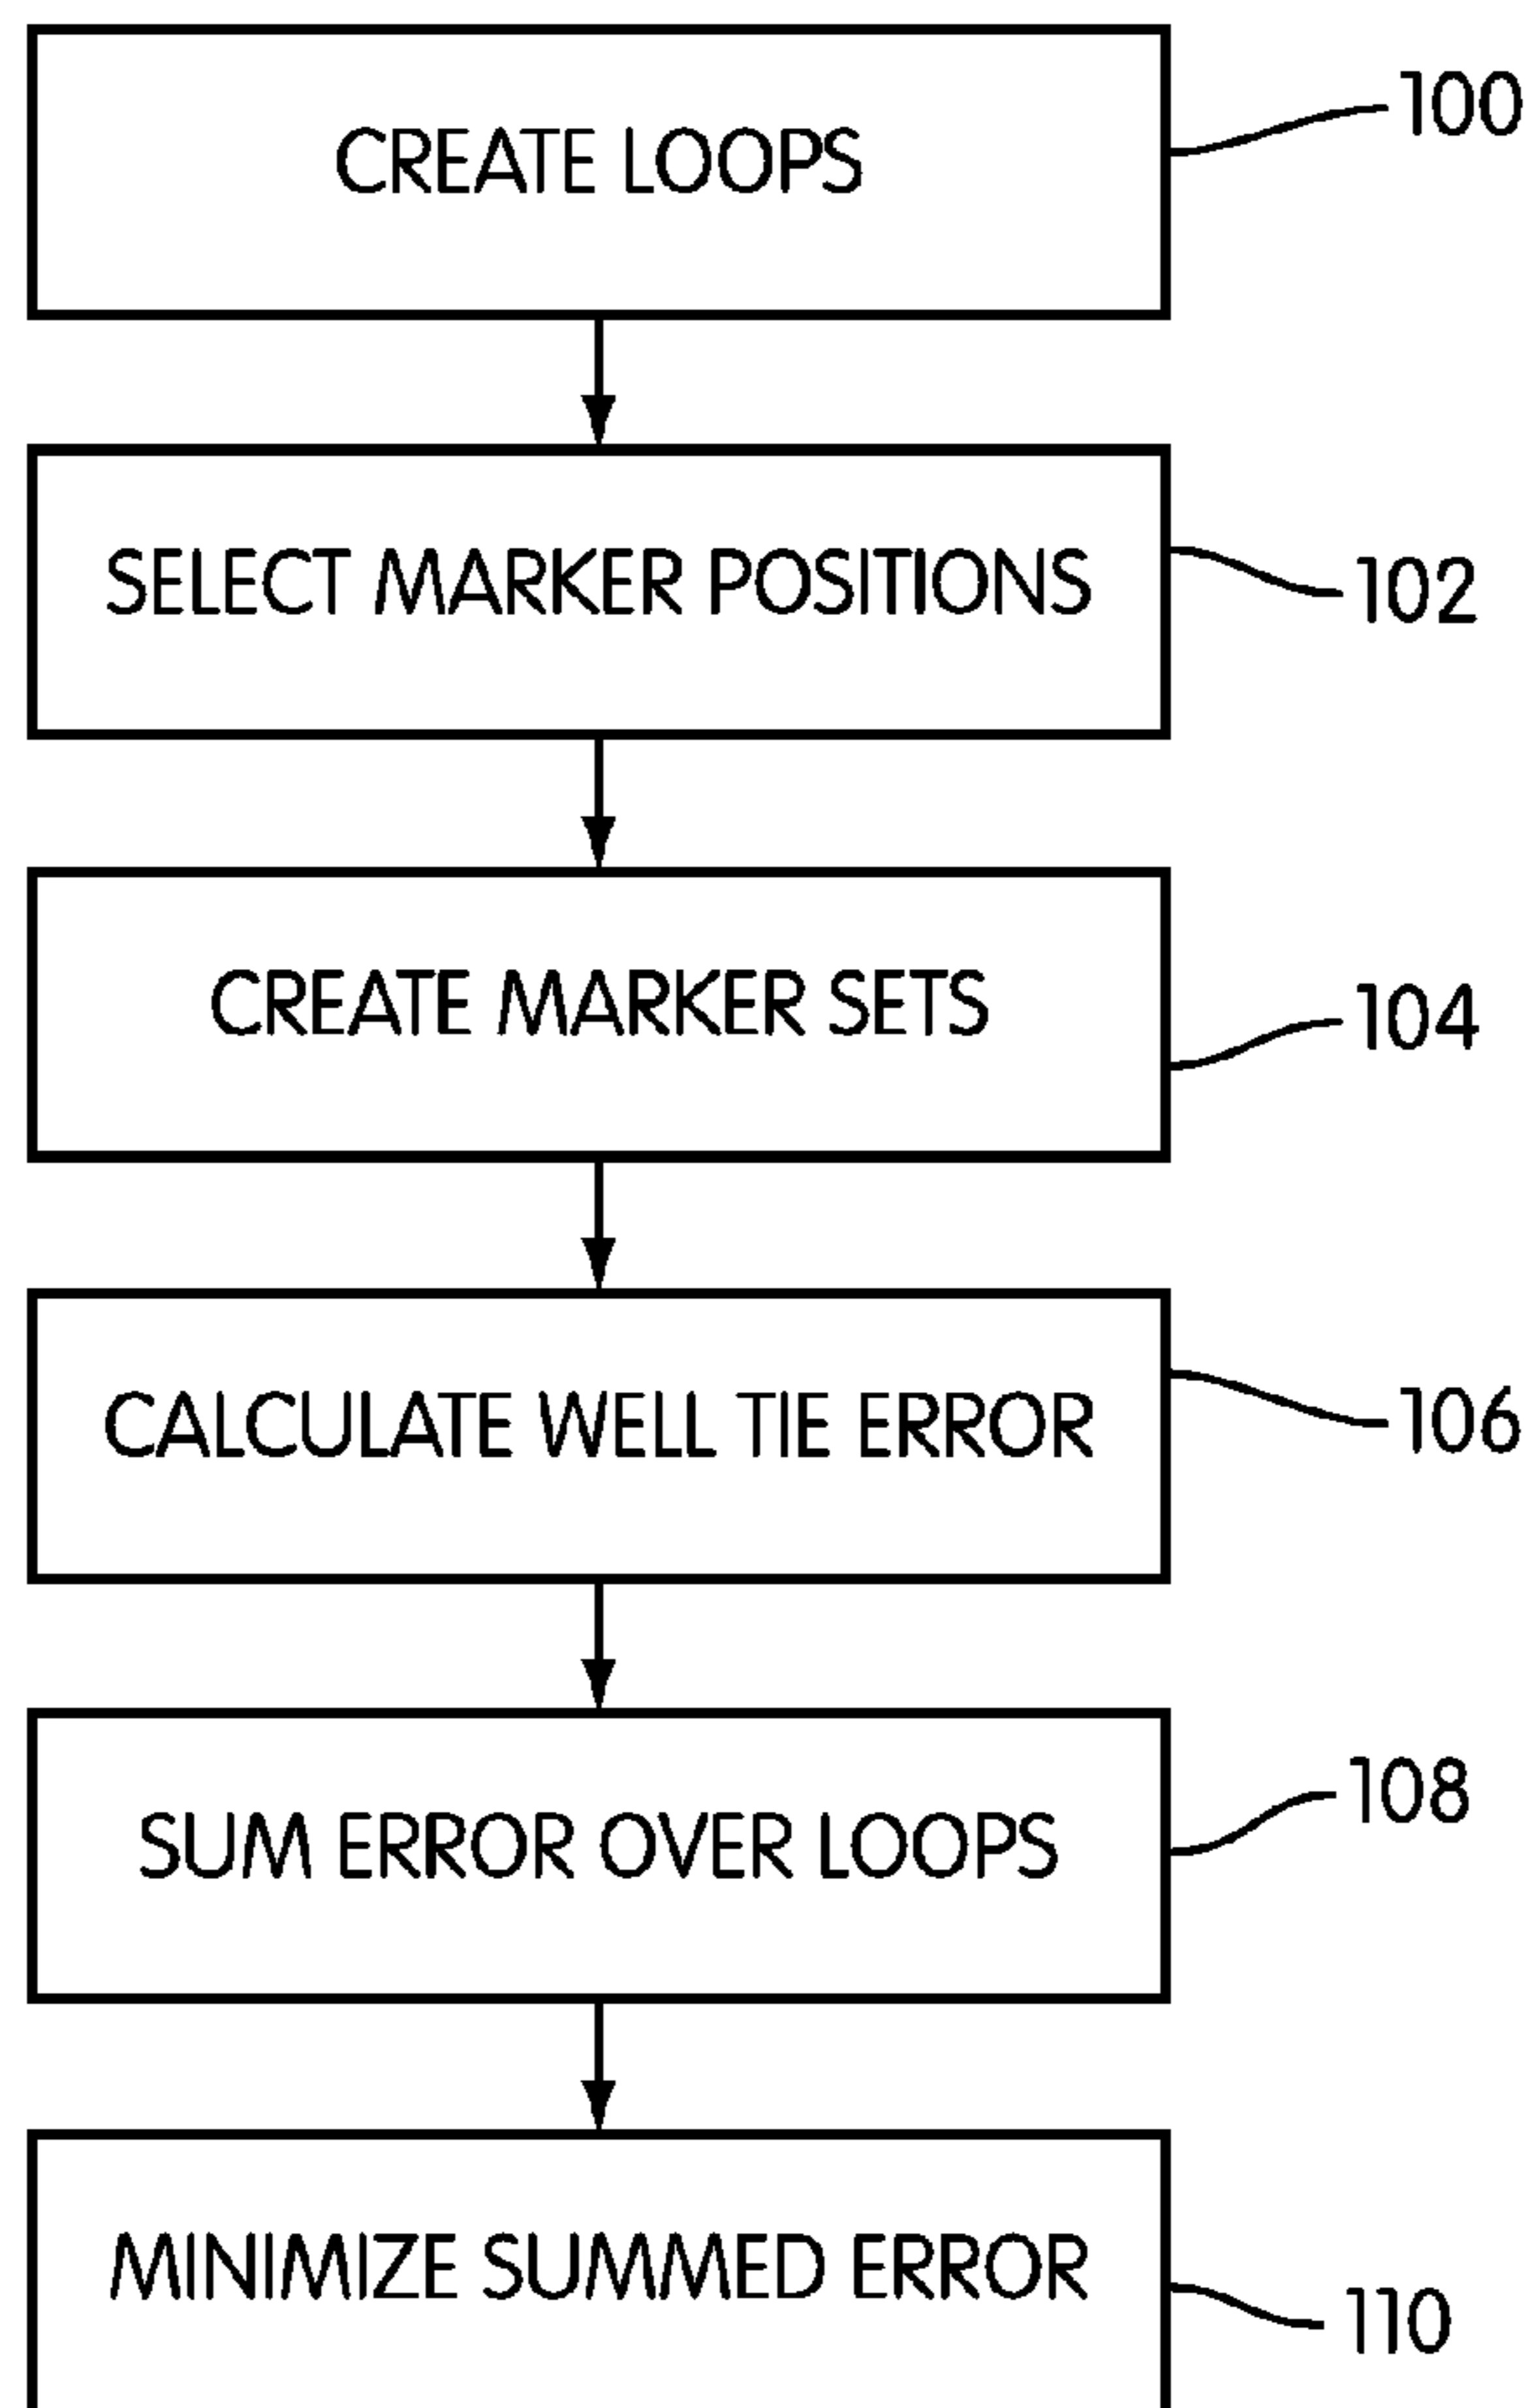 CREATE LOOPS
100
SELECT MARKER POSITIONS
102
CREATE MARKER SETS
104
CALCULATE WELL TIE ERROR
106
SUM ERROR OVER LOOPS
108
MINIMIZE SUMMED ERROR
110